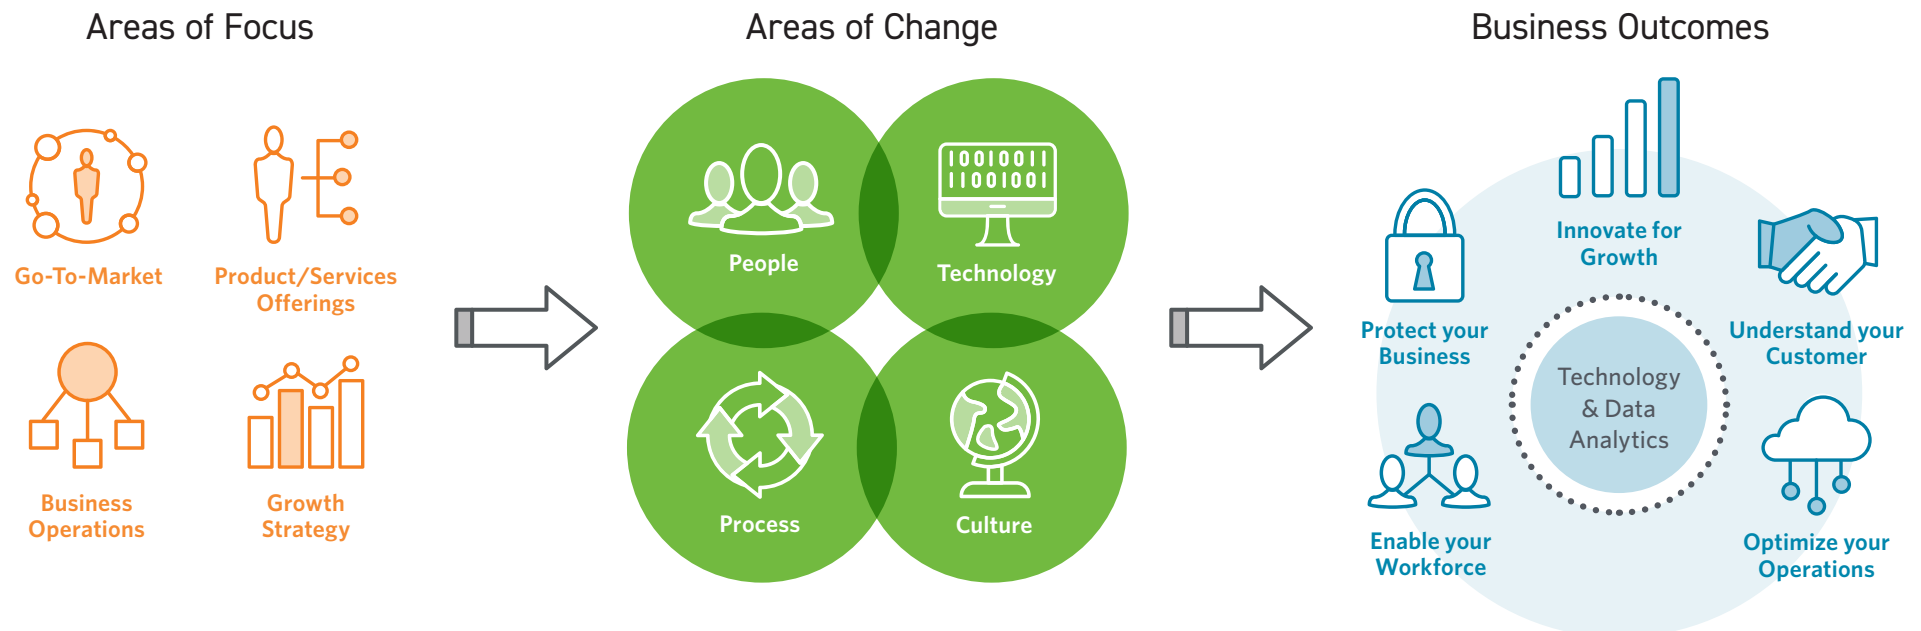 Areas of Focus
Go-To-Market
Product/Services
Offerings
Business
Operations
Growth
Strategy
Areas of Change
People
10010011
11001001
Technology
Process
Culture
Business Outcomes
Innovate for
Growth
Protect your
Business
Understand your
Customer
Technology
& Data
Analytics
Enable your
Workforce
Optimize your
Operations